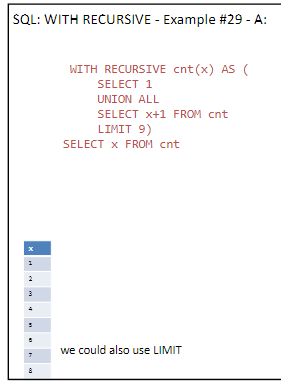 SQL: WITH RECURSIVE - Example #29 - A:
WITH RECURSIVE cnt(x) AS (
SELECT 1
UNION ALL
SELECT x+1 FROM cnt
LIMIT 9)
SELECT x FROM cnt
x
1
2
3
4
5
6
7
8
we could also use LIMIT